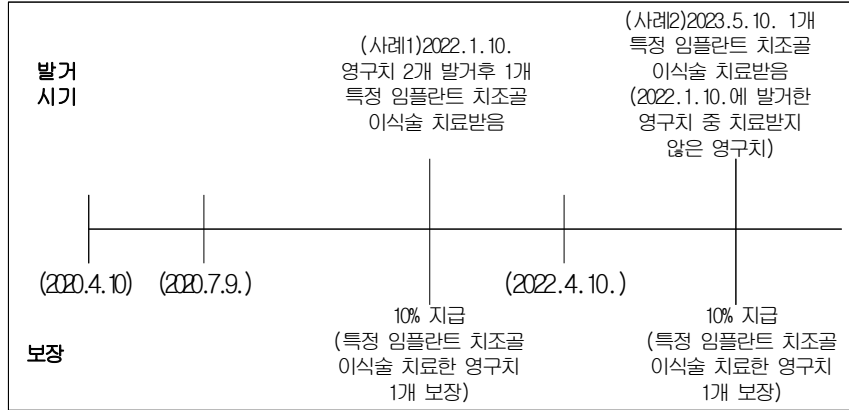 발거
시기
(사례1)2022.1.10.
영구치 2개 발거후 1개
특정 임플란트 치조골
이식술 치료받음
(사례2)2023.5.10. 1개
특정 임플란트 치조골
이식술 치료받음
(2022.1.10.에 발거한
영구치 중 치료받지
않은 영구치)
(2020.4.10) (2020.7.9.) (2022.4.10.)
보장
10% 지급
(특정 임플란트 치조골
이식술 치료한 영구치
1개 보장)
10% 지급
(특정 임플란트 치조골
이식술 치료한 영구치
1개 보장)